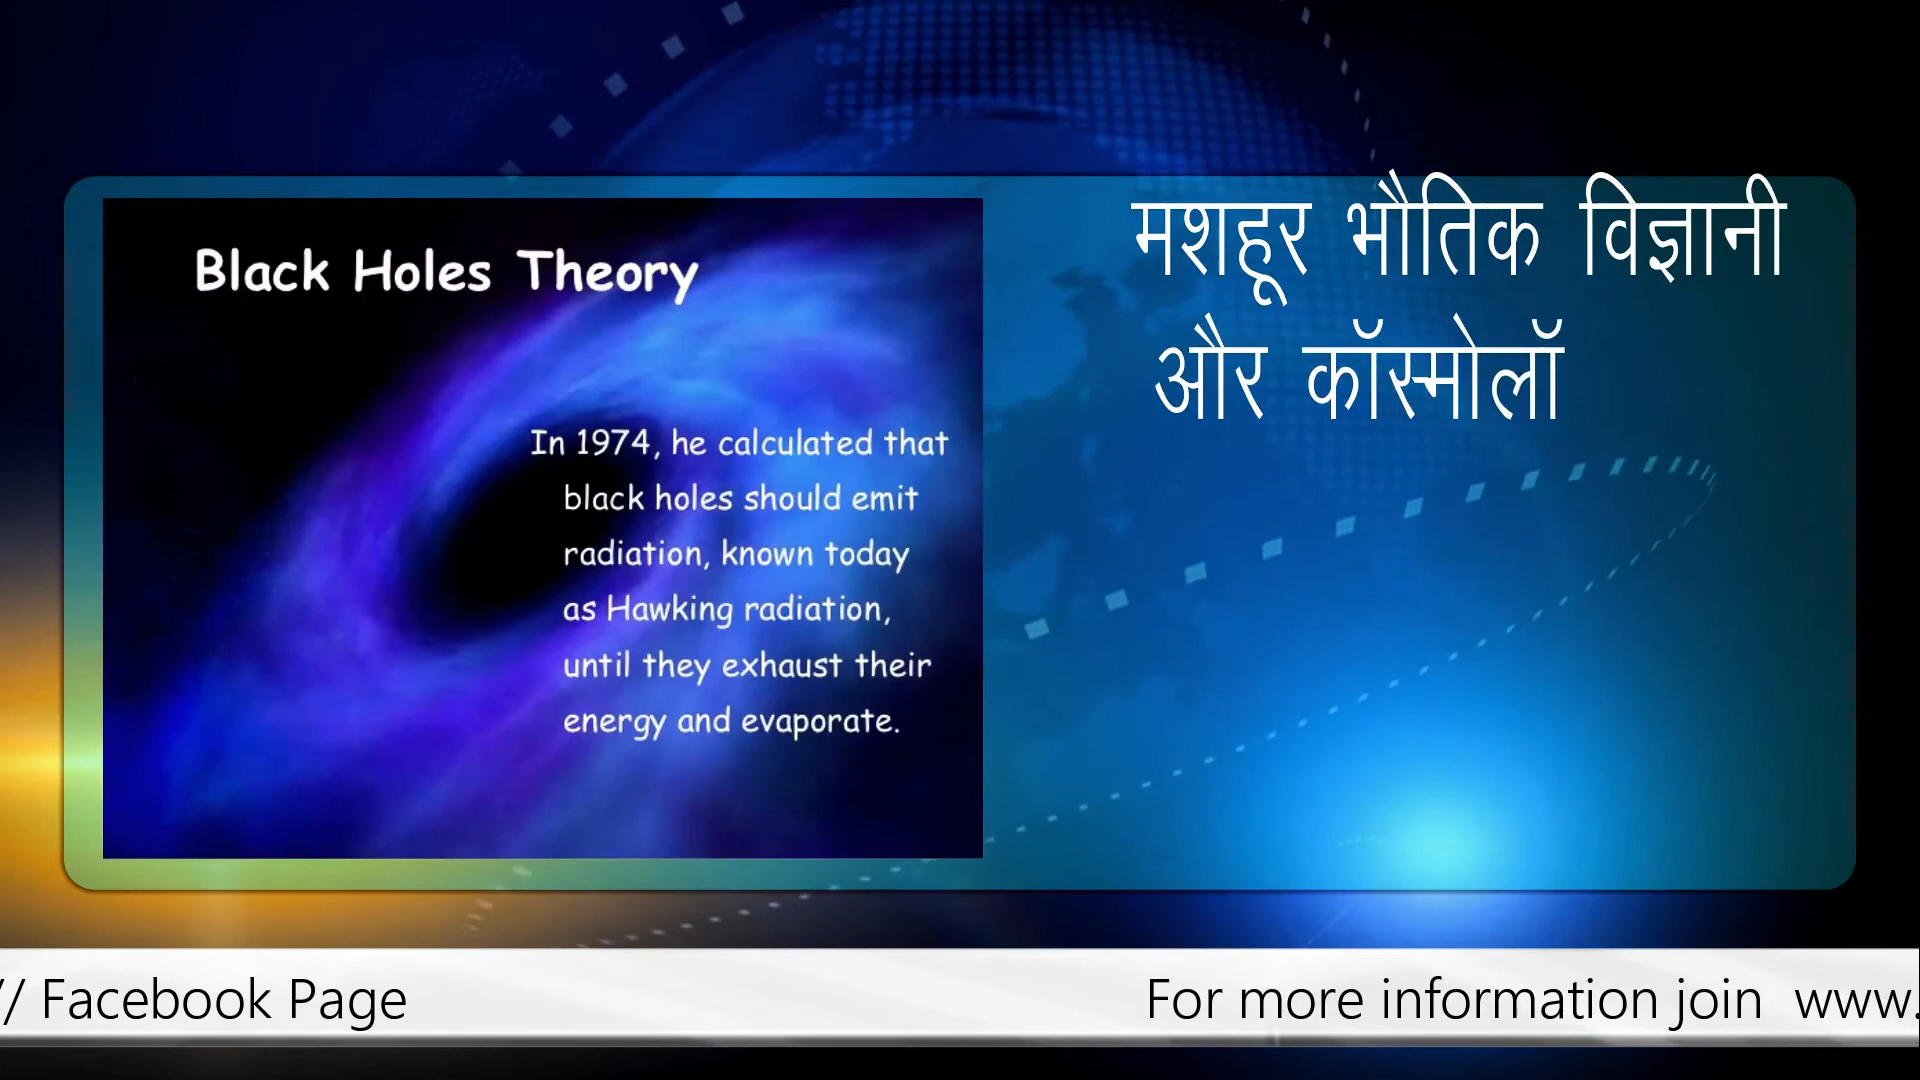 Black Holes Theory
In 1974, he calculated that
black holes should emit
radiation, known today
as Hawking radiation,
until they exhaust their
energy and evaporate.
मशहूर भौतिक विज्ञानी
और कॉस्मोलॉ
// Facebook Page
For more information join www.